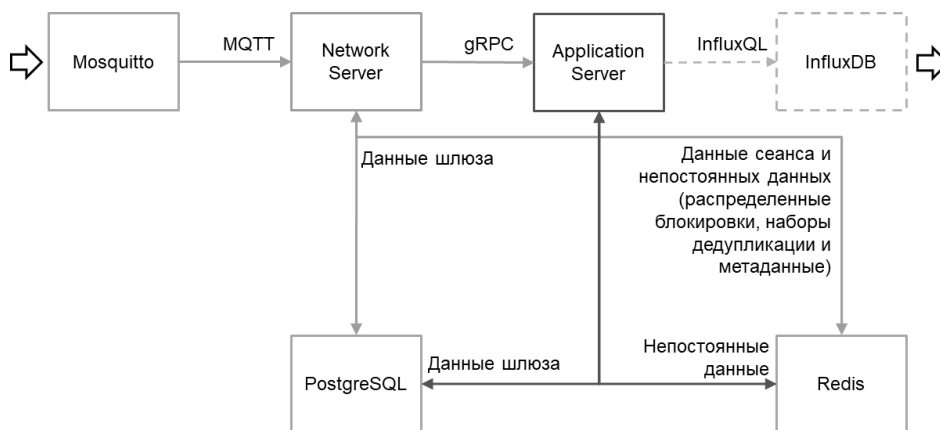 Mosquitto
MQTT
Network
Server
gRPC
Application
Server
InfluxQL
InfluxDB
Данные шлюза
Данные сеанса и
непостоянных данных
(распределенные
блокировки, наборы
дедупликации и
метаданные)
PostgreSQL
Данные шлюза
Непостоянные
данные
Redis